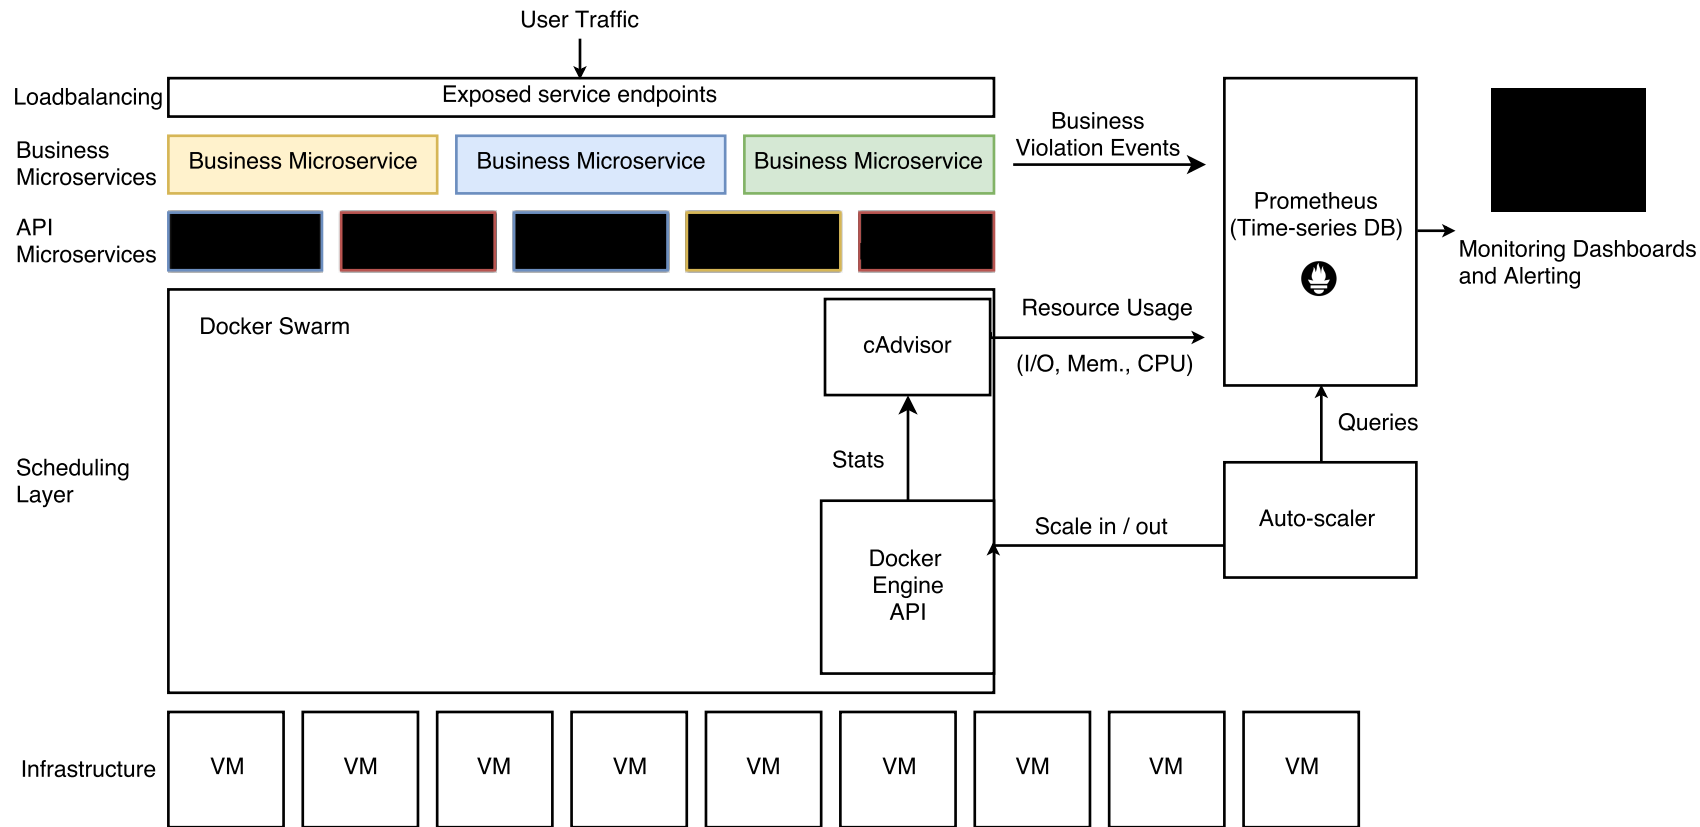 User Traffic
Loadbalancing
Exposed service endpoints
Business
Microservices
Business Microservice
Business Microservice
Business Microservice
Business
Violation Events
API
Microservices
Prometheus
(Time-series DB)
Monitoring Dashboards
and Alerting
Docker Swarm
cAdvisor
Resource Usage
(I/O, Mem., CPU)
Queries
Stats
Scheduling
Layer
Docker
Engine
API
Scale in / out
Auto-scaler
Infrastructure
VM
VM
VM
VM
VM
VM
VM
VM
VM